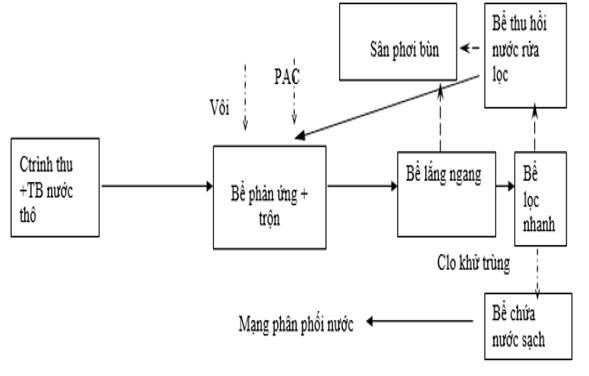 Bể thu hồi
nước rửa
lọc
Sân phơi bùn
PAC
Vôi
Ctrình thu
+TB nước
thô
Bể phản ứng +
trộn
Bể lắng ngang
Bể
lọc
nhanh
Clo khử trùng
Bể chứa
nước sạch
Mạng phân phối nước